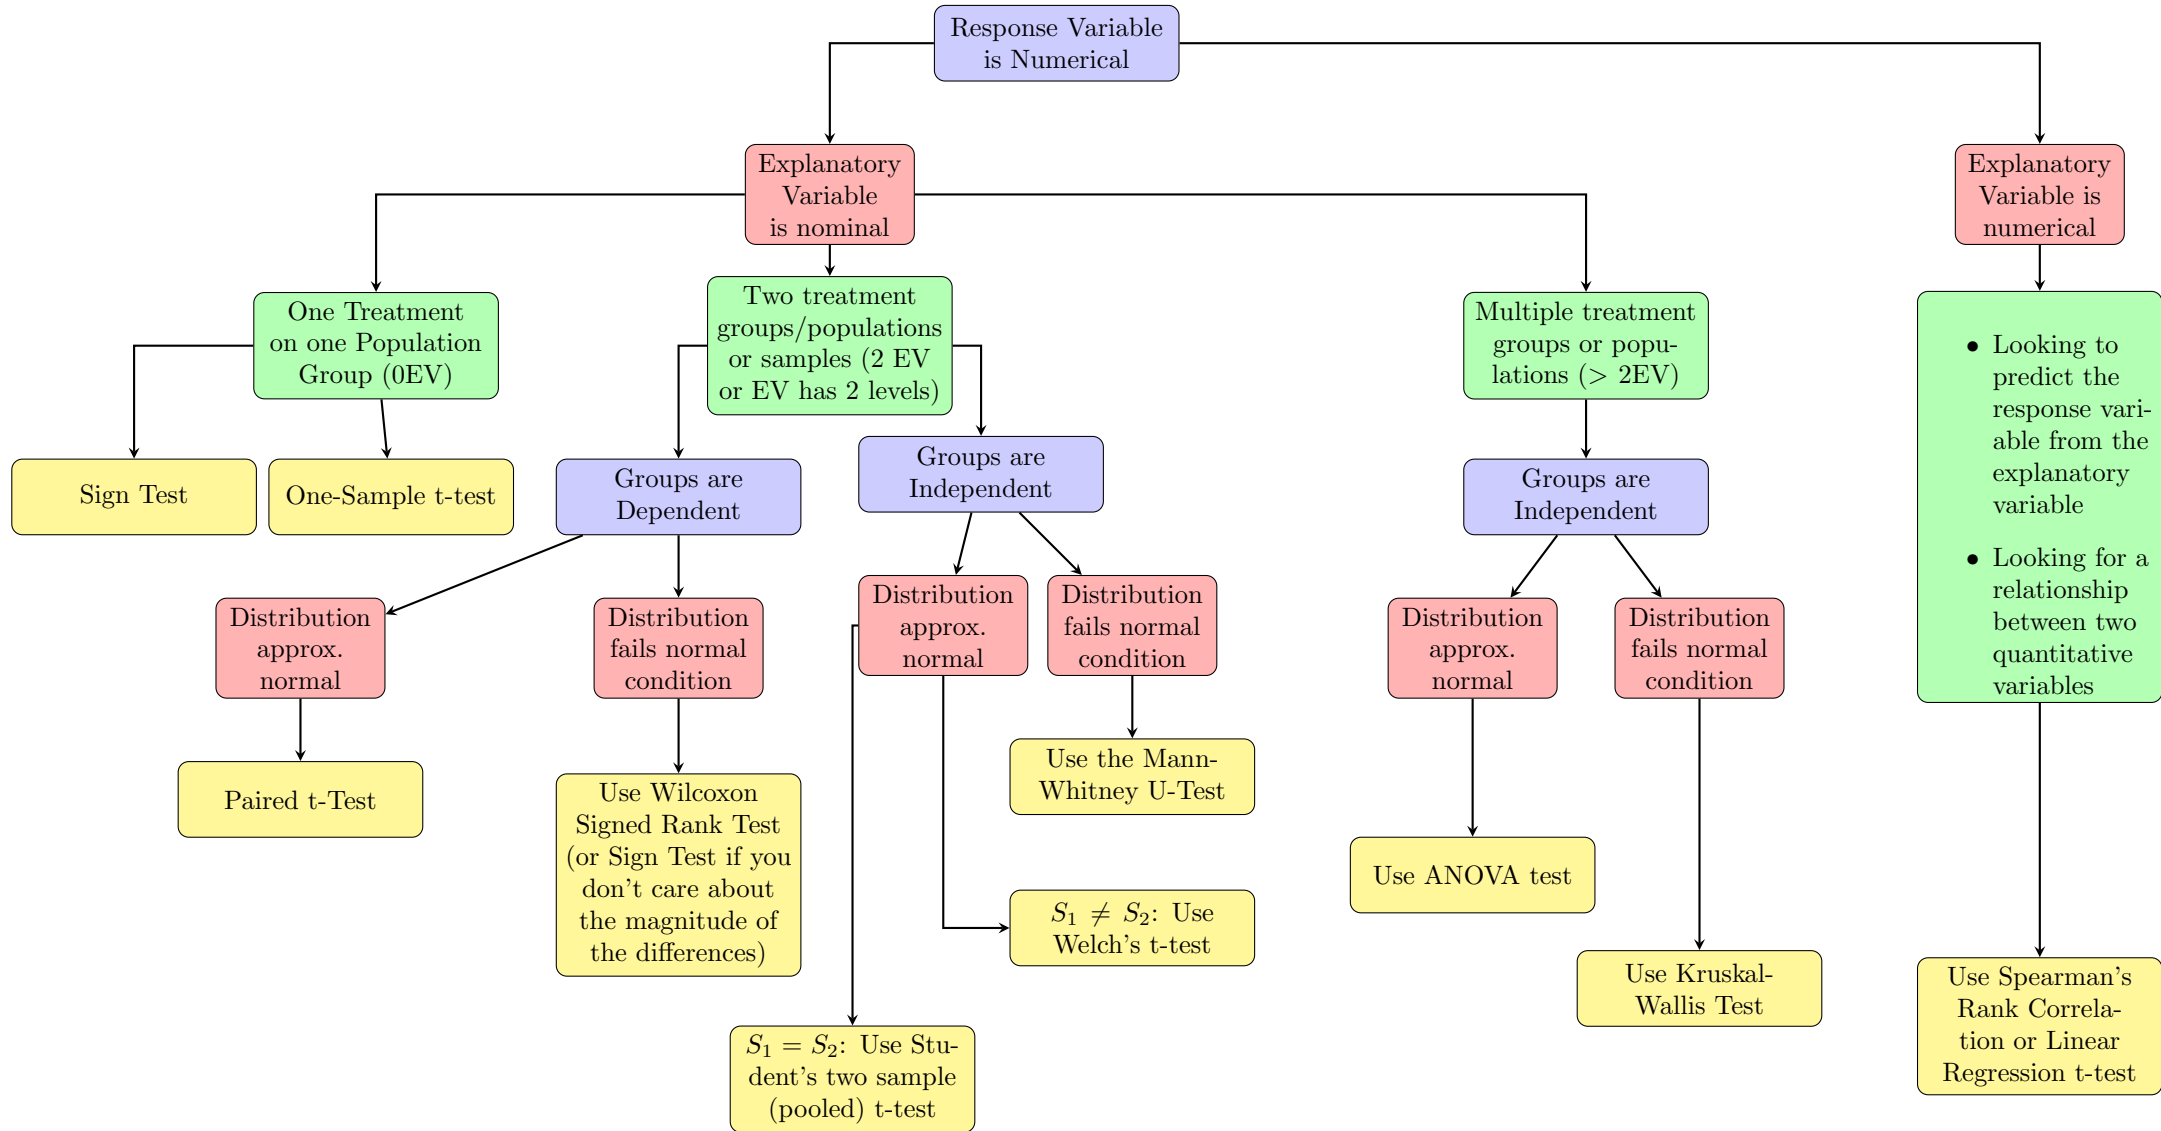 Response Variable
is Numerical
Explanatory
Variable
is nominal
Explanatory
Variable is
numerical
One Treatment
on one Population
Group (0EV)
Two treatment
groups/populations
or samples (2 EV
or EV has 2 levels)
Multiple treatment
groups or popu-
lations (> 2EV)
• Looking to
predict the
response vari-
able from the
explanatory
variable
• Looking for a
relationship
between two
quantitative
variables
Sign Test
One-Sample t-test
Groups are
Dependent
Groups are
Independent
Groups are
Independent
Distribution
approx.
normal
Distribution
fails normal
condition
Distribution
approx.
normal
Distribution
fails normal
condition
Distribution
approx.
normal
Distribution
fails normal
condition
Paired t-Test
Use Wilcoxon
Signed Rank Test
(or Sign Test if you
don't care about
the magnitude of
the differences)
Use the Mann-
Whitney U-Test
S₁ ≠ S₂: Use
Welch's t-test
S₁ = S₂: Use Stu-
dent's two sample
(pooled) t-test
Use ANOVA test
Use Kruskal-
Wallis Test
Use Spearman's
Rank Correla-
tion or Linear
Regression t-test